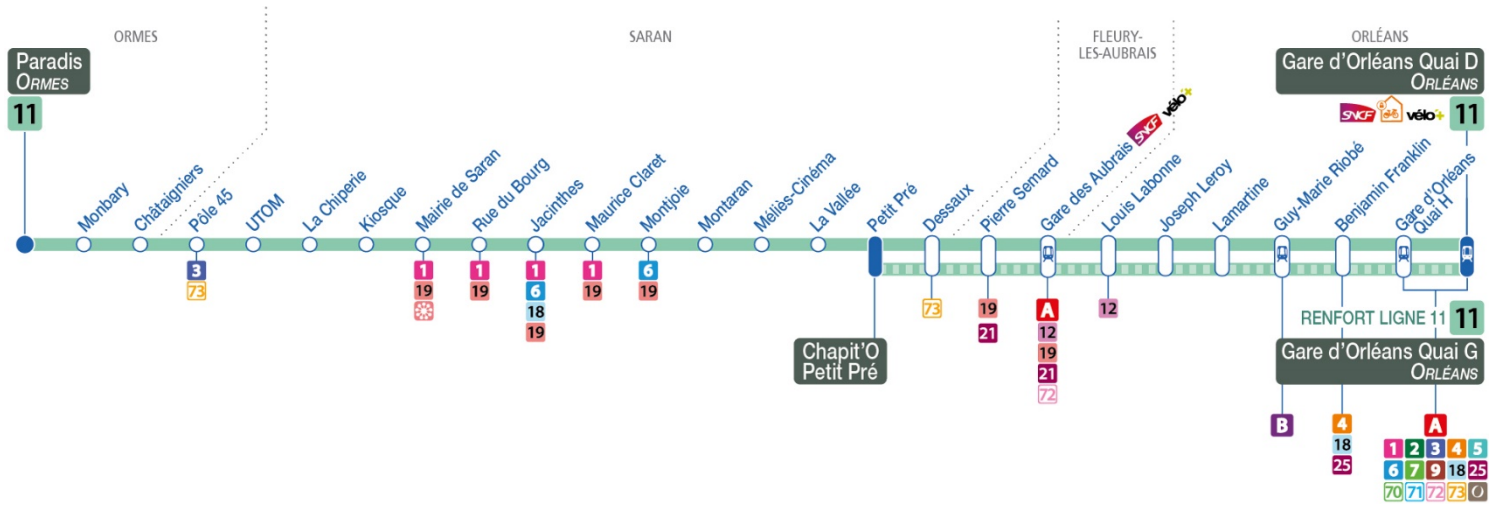 ORMES
SARAN
FLEURY-
LES-AUBRAIS
ORLÉANS
Paradis
ORMES
11
Gare d'Orléans Quai D
ORLÉANS
SNCF
vélo+
11
SNCF
vélo+
Monbary
Châtaigniers
Pôle 45
UTOM
La Chiperie
Kiosque
Mairie de Saran
Rue du Bourg
Jacinthes
Maurice Claret
Montjoie
Montaran
Méliès-Cinéma
La Vallée
Petit Pré
Dessaux
Pierre Semard
Gare des Aubrais
Louis Labonne
Joseph Leroy
Lamartine
Guy-Marie Riobé
Benjamin Franklin
Gare d'Orléans
Quai H
3
73
1
19
1
19
1
6
18
19
1
19
6
19
73
19
21
A
12
19
21
72
12
Chapit'O
Petit Pré
RENFORT LIGNE 11
11
Gare d'Orléans Quai G
ORLÉANS
B
4
18
25
A
1 2 3 4 5
6 7 9 18 25
70 71 72 73 O